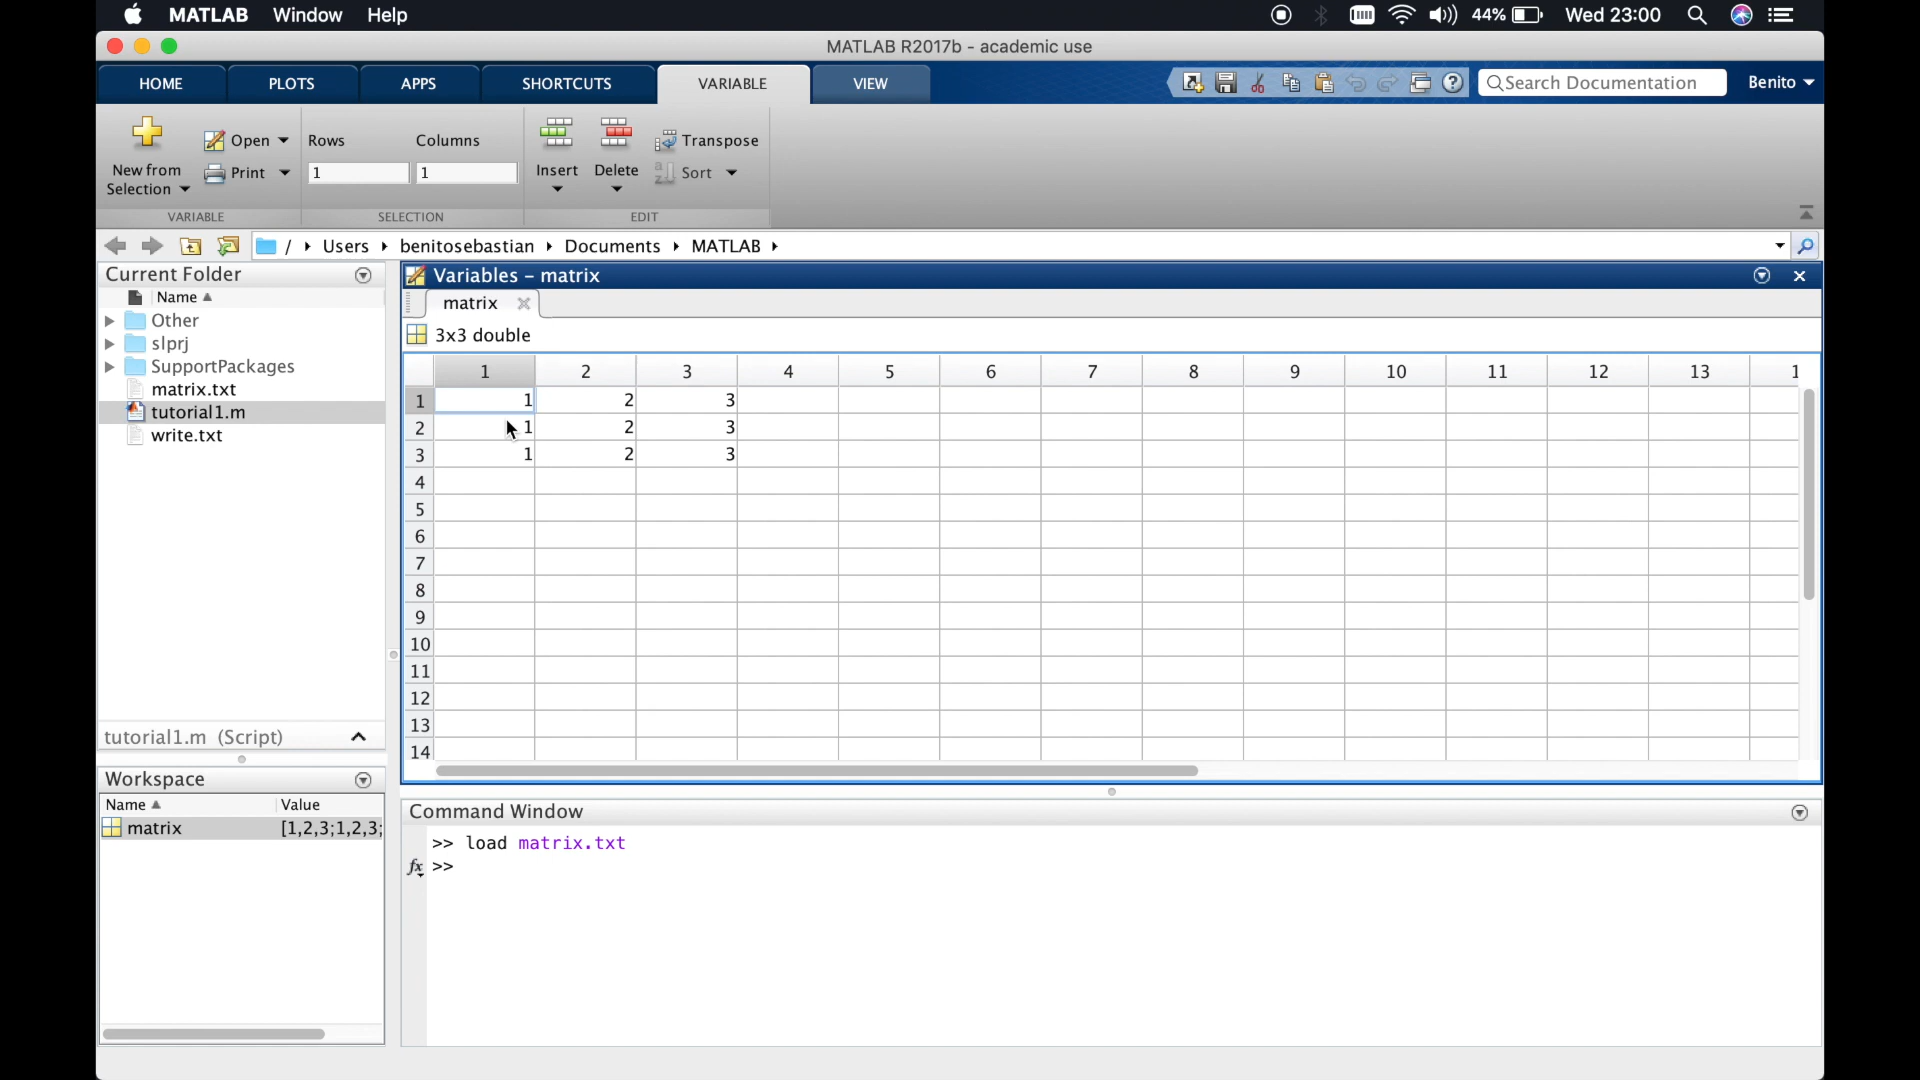 MATLAB Window Help 44% Wed 23:00
MATLAB R2017b - academic use
HOME PLOTS APPS SHORTCUTS VARIABLE VIEW Search Documentation Benito
New from Selection
Open
Print
Rows Columns
1 1
Insert Delete
Transpose
Sort
VARIABLE SELECTION EDIT
/ Users benitosebastian Documents MATLAB
Current Folder
Name
Other
slprj
SupportPackages
matrix.txt
tutorial1.m
write.txt
tutorial1.m (Script)
Workspace
Name Value
matrix [1,2,3;1,2,3;
Variables - matrix
matrix
3x3 double
1 2 3 4 5 6 7 8 9 10 11 12 13 1
1 1 2 3
2 1 2 3
3 1 2 3
4
5
6
7
8
9
10
11
12
13
14
Command Window
>> load matrix.txt
fx >>